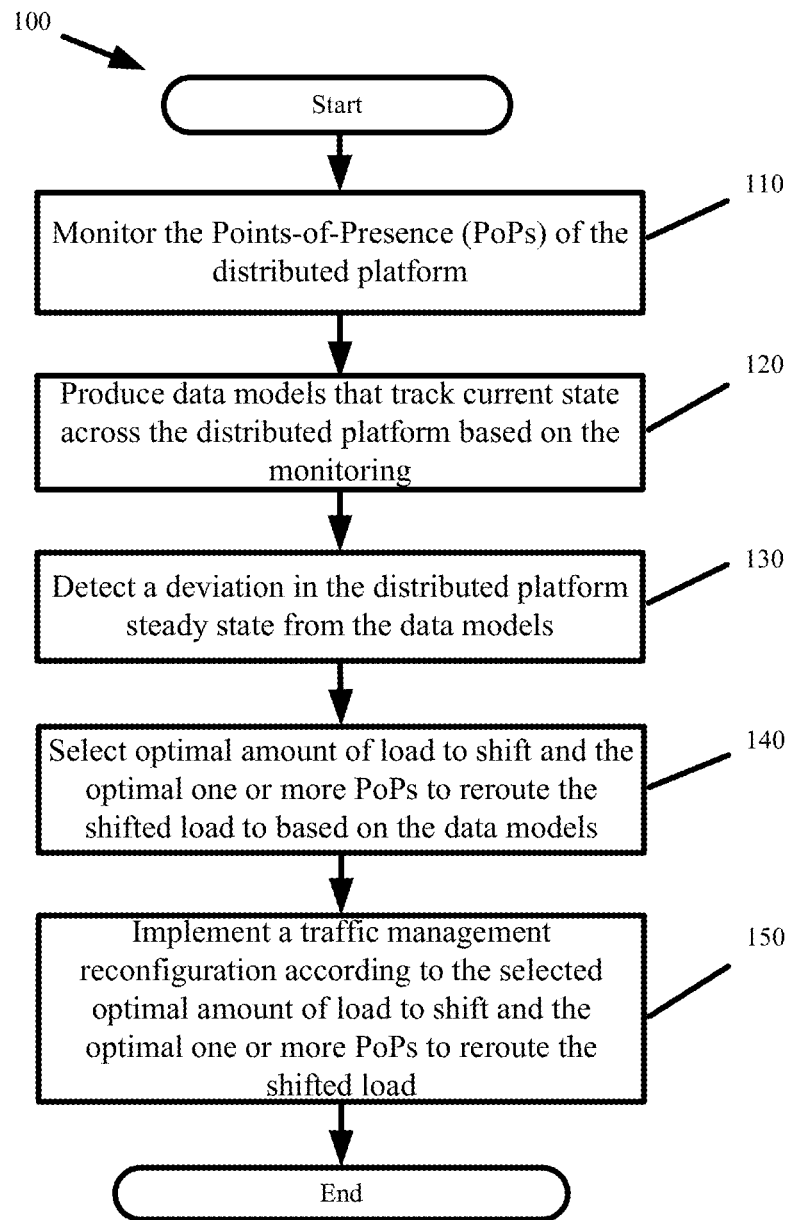 100
Start
110
Monitor the Points-of-Presence (PoPs) of the
distributed platform
120
Produce data models that track current state
across the distributed platform based on the
monitoring
130
Detect a deviation in the distributed platform
steady state from the data models
140
Select optimal amount of load to shift and the
optimal one or more PoPs to reroute the
shifted load to based on the data models
150
Implement a traffic management
reconfiguration according to the selected
optimal amount of load to shift and the
optimal one or more PoPs to reroute the
shifted load
End